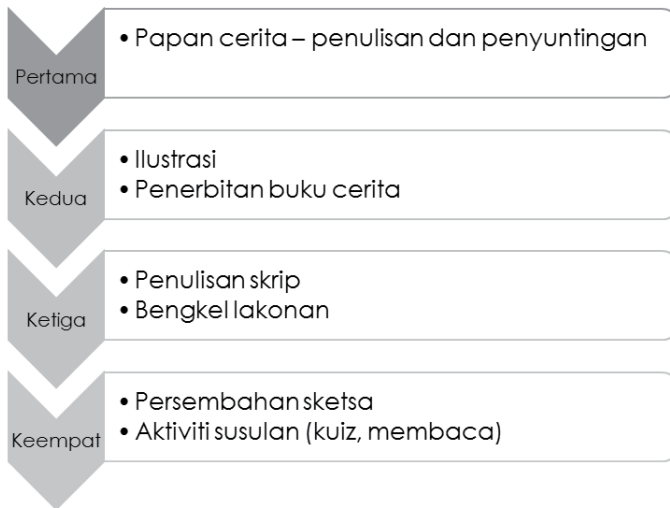 Pertama
• Papan cerita – penulisan dan penyuntingan
Kedua
• Ilustrasi
• Penerbitan buku cerita
Ketiga
• Penulisan skrip
• Bengkel lakonan
Keempat
• Persembahan sketsa
• Aktiviti susulan (kuiz, membaca)